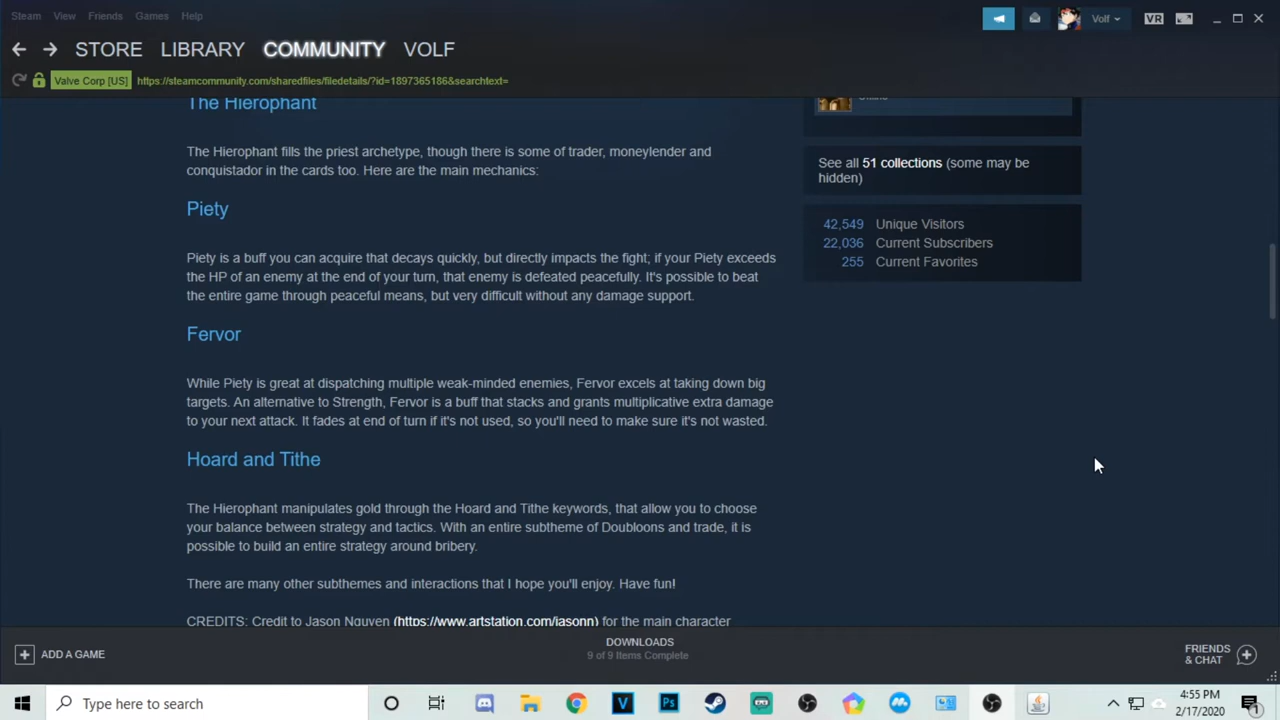 Steam View Friends Games Help
Volf
VR
STORE LIBRARY COMMUNITY VOLF
Valve Corp [US] https://steamcommunity.com/sharedfiles/filedetails/?id=1897365186&searchtext=
The Hierophant
The Hierophant fills the priest archetype, though there is some of trader, moneylender and
conquistador in the cards too. Here are the main mechanics:
Piety
Piety is a buff you can acquire that decays quickly, but directly impacts the fight; if your Piety exceeds
the HP of an enemy at the end of your turn, that enemy is defeated peacefully. It's possible to beat
the entire game through peaceful means, but very difficult without any damage support.
Fervor
While Piety is great at dispatching multiple weak-minded enemies, Fervor excels at taking down big
targets. An alternative to Strength, Fervor is a buff that stacks and grants multiplicative extra damage
to your next attack. It fades at end of turn if it's not used, so you'll need to make sure it's not wasted.
Hoard and Tithe
The Hierophant manipulates gold through the Hoard and Tithe keywords, that allow you to choose
your balance between strategy and tactics. With an entire subtheme of Doubloons and trade, it is
possible to build an entire strategy around bribery.
There are many other subthemes and interactions that I hope you'll enjoy. Have fun!
CREDITS: Credit to Jason Nguyen (https://www.artstation.com/jasonn) for the main character
See all 51 collections (some may be
hidden)
42,549 Unique Visitors
22,036 Current Subscribers
255 Current Favorites
ADD A GAME
DOWNLOADS
9 of 9 Items Complete
FRIENDS
& CHAT
Type here to search
V
Ps
4:55 PM
2/17/2020
1